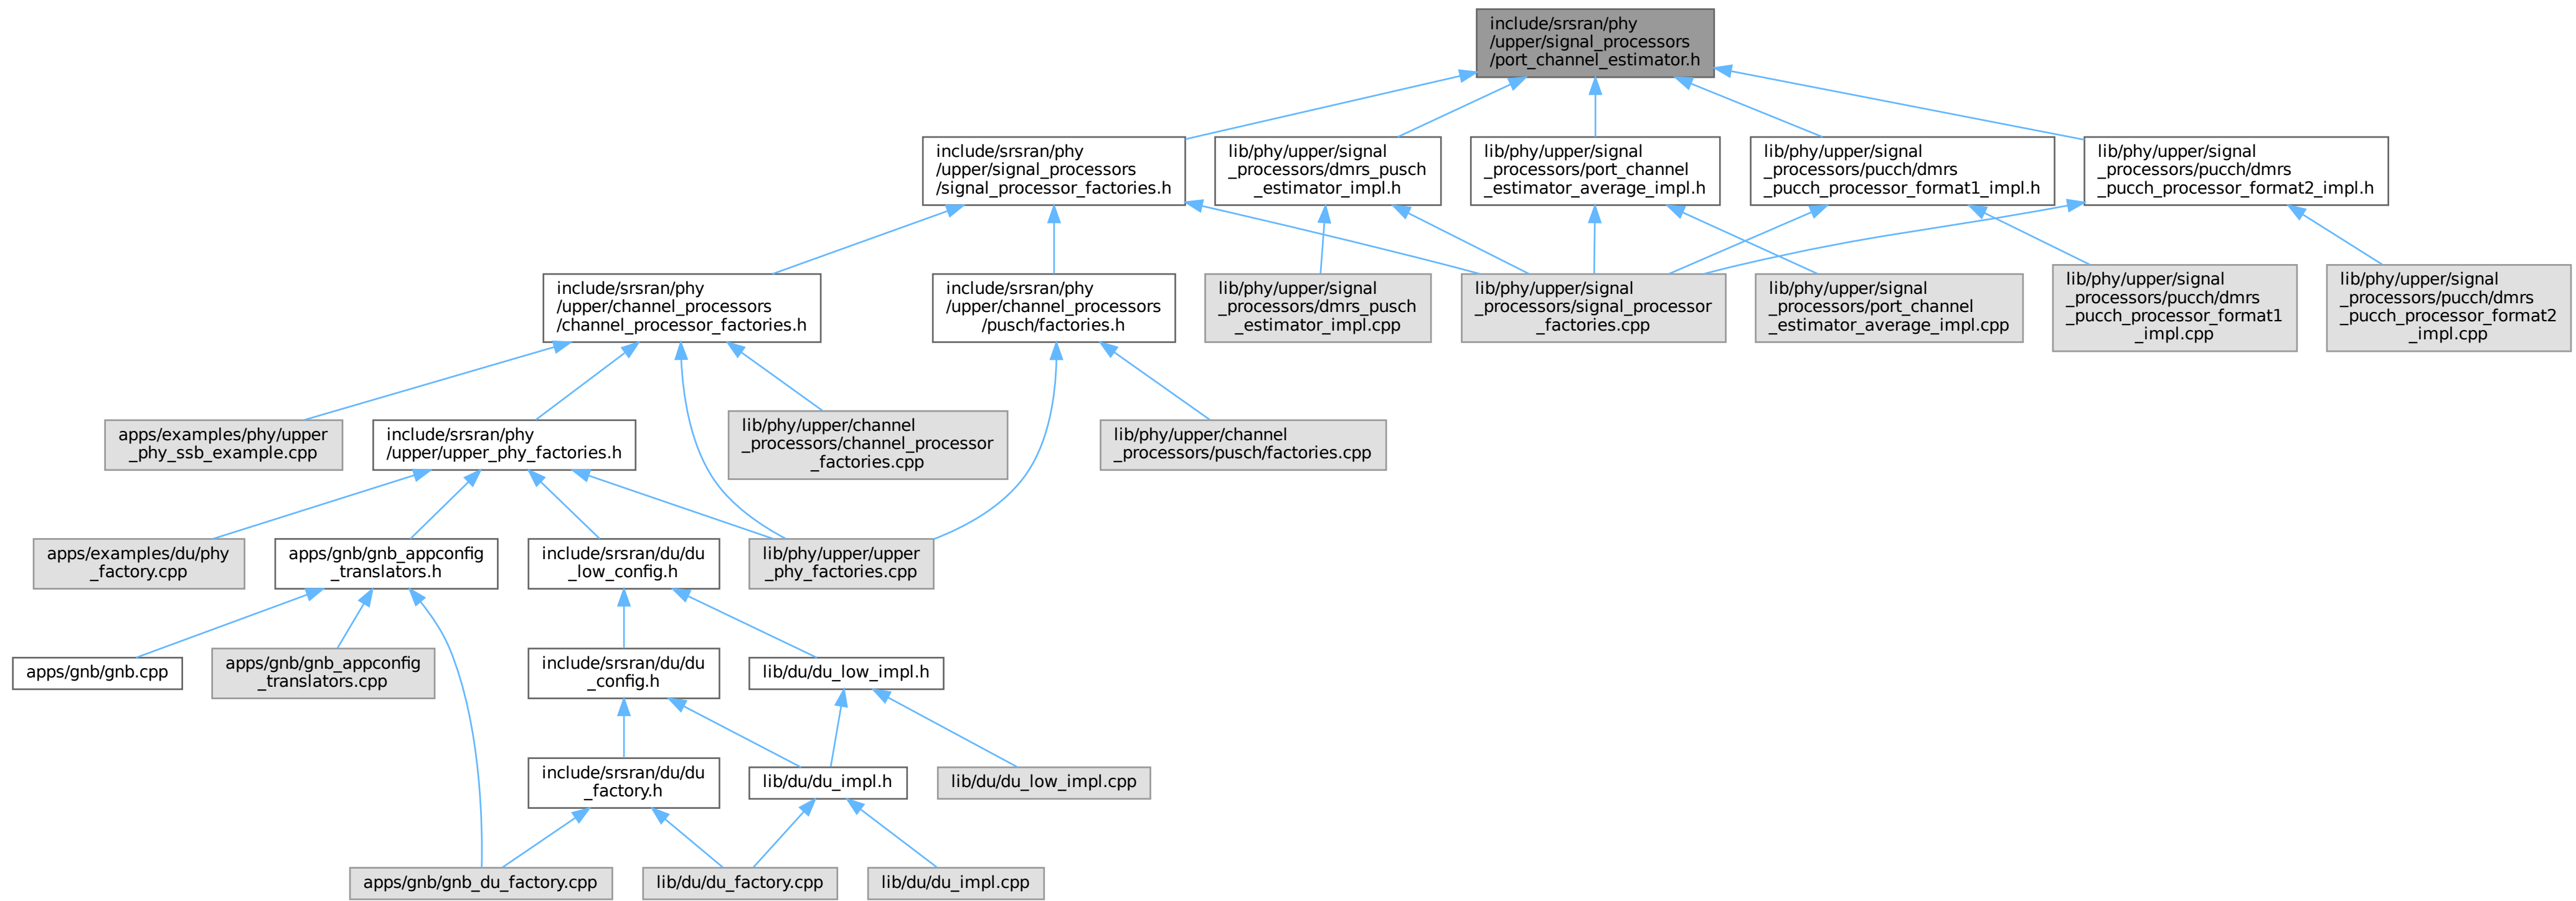 include/srsran/phy
/upper/signal_processors
/port_channel_estimator.h
include/srsran/phy
/upper/signal_processors
/signal_processor_factories.h
lib/phy/upper/signal
_processors/dmrs_pusch
_estimator_impl.h
lib/phy/upper/signal
_processors/port_channel
_estimator_average_impl.h
lib/phy/upper/signal
_processors/pucch/dmrs
_pucch_processor_format1_impl.h
lib/phy/upper/signal
_processors/pucch/dmrs
_pucch_processor_format2_impl.h
include/srsran/phy
/upper/channel_processors
/channel_processor_factories.h
include/srsran/phy
/upper/channel_processors
/pusch/factories.h
lib/phy/upper/signal
_processors/dmrs_pusch
_estimator_impl.cpp
lib/phy/upper/signal
_processors/signal_processor
_factories.cpp
lib/phy/upper/signal
_processors/port_channel
_estimator_average_impl.cpp
lib/phy/upper/signal
_processors/pucch/dmrs
_pucch_processor_format1
_impl.cpp
lib/phy/upper/signal
_processors/pucch/dmrs
_pucch_processor_format2
_impl.cpp
apps/examples/phy/upper
_phy_ssb_example.cpp
include/srsran/phy
/upper/upper_phy_factories.h
lib/phy/upper/channel
_processors/channel_processor
_factories.cpp
lib/phy/upper/channel
_processors/pusch/factories.cpp
apps/examples/du/phy
_factory.cpp
apps/gnb/gnb_appconfig
_translators.h
include/srsran/du/du
_low_config.h
lib/phy/upper/upper
_phy_factories.cpp
apps/gnb/gnb.cpp
apps/gnb/gnb_appconfig
_translators.cpp
include/srsran/du/du
_config.h
lib/du/du_low_impl.h
include/srsran/du/du
_factory.h
lib/du/du_impl.h
lib/du/du_low_impl.cpp
apps/gnb/gnb_du_factory.cpp
lib/du/du_factory.cpp
lib/du/du_impl.cpp